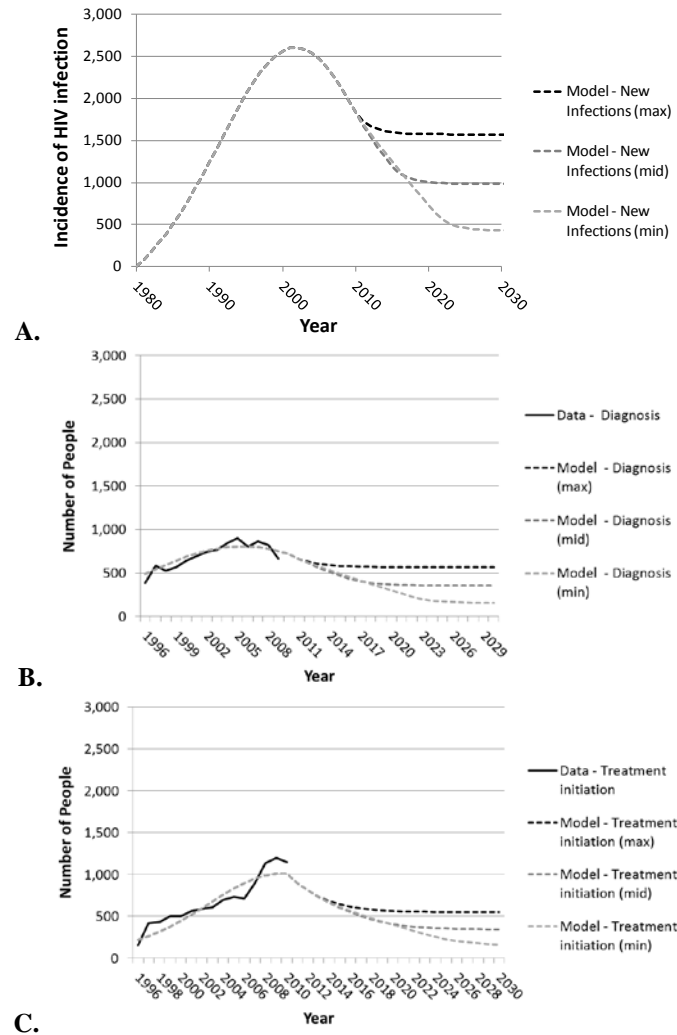 3,000
2,500
2,000
1,500
1,000
500
0
Incidence of HIV infection
1980
1990
2000
2010
2020
2030
Year
Model - New
Infections (max)
Model - New
Infections (mid)
Model - New
Infections (min)
A.
3,000
2,500
2,000
1,500
1,000
500
0
Number of People
1996
1999
2002
2005
2008
2011
2014
2017
2020
2023
2026
2029
Year
Data - Diagnosis
Model - Diagnosis
(max)
Model - Diagnosis
(mid)
Model - Diagnosis
(min)
B.
3,000
2,500
2,000
1,500
1,000
500
0
Number of People
1996
1998
2000
2002
2004
2006
2008
2010
2012
2014
2016
2018
2020
2022
2024
2026
2028
2030
Year
Data - Treatment
initiation
Model - Treatment
initiation (max)
Model - Treatment
initiation (mid)
Model - Treatment
initiation (min)
C.